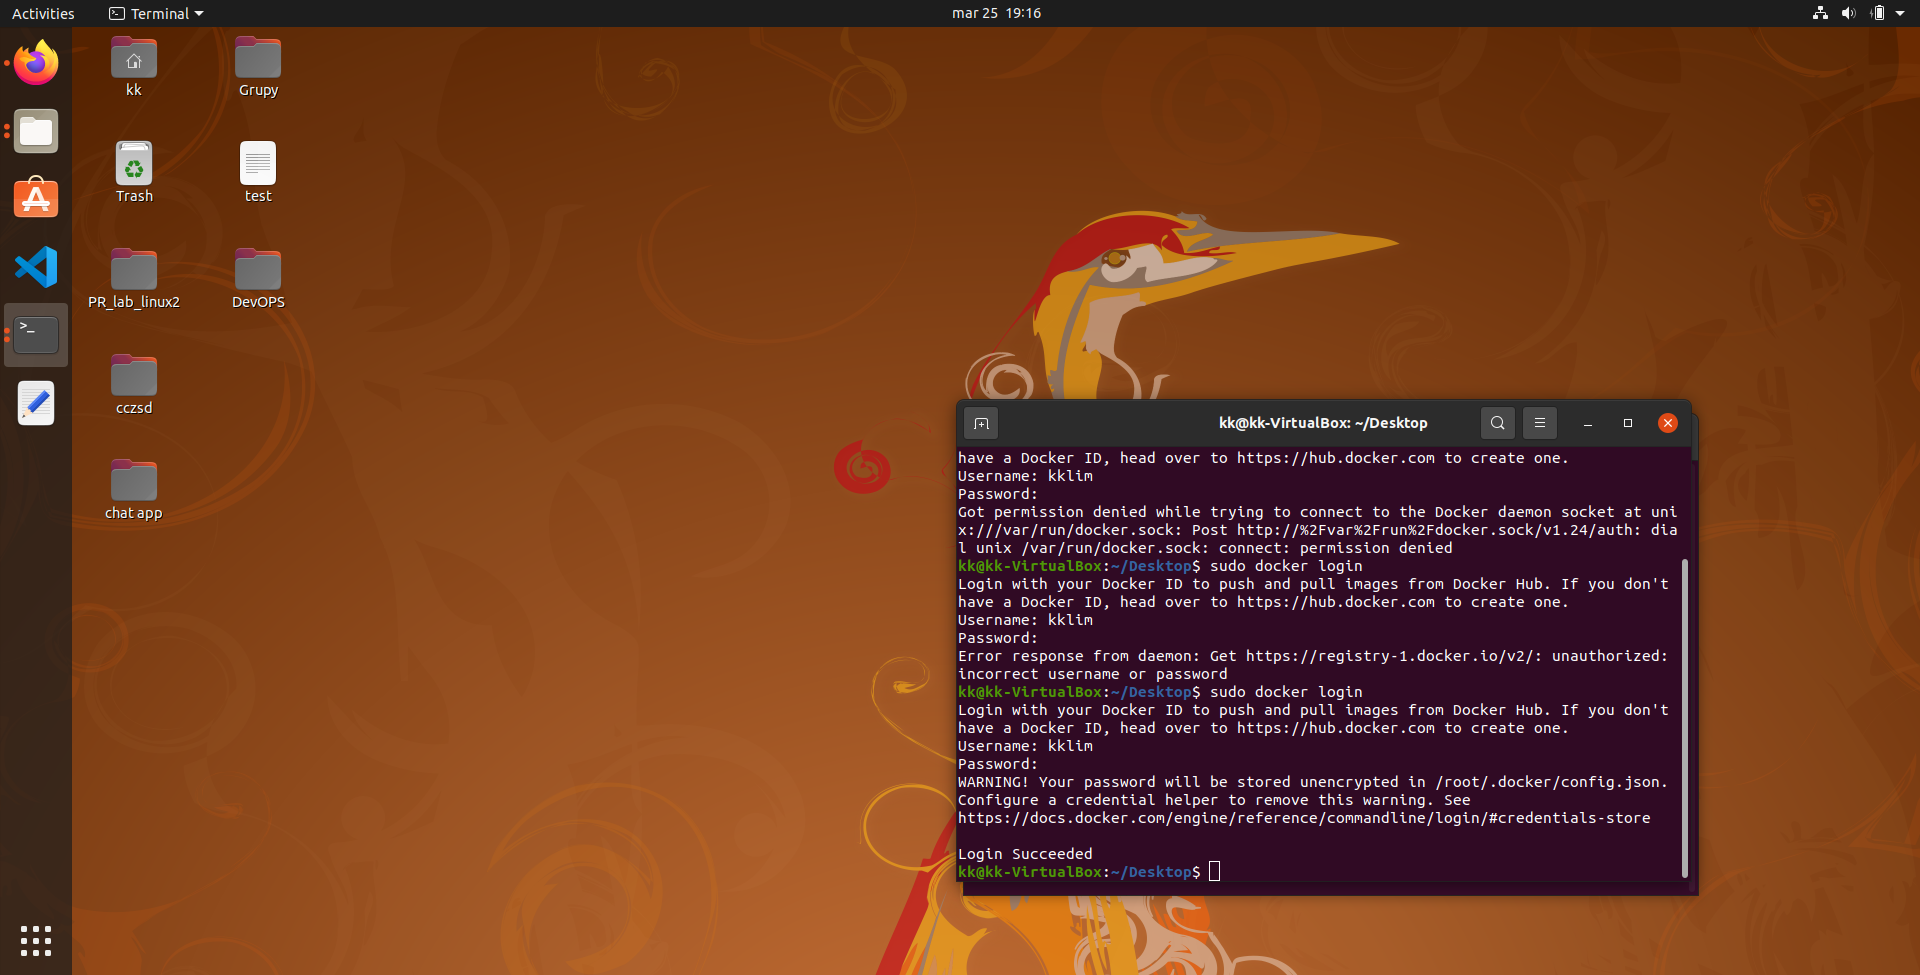 Activities
Terminal
mar 25 19:16
kk
Grupy
Trash
test
PR_lab_linux2
DevOPS
cczsd
chat app
>_
kk@kk-VirtualBox: ~/Desktop
have a Docker ID, head over to https://hub.docker.com to create one.
Username: kklim
Password:
Got permission denied while trying to connect to the Docker daemon socket at uni
x:///var/run/docker.sock: Post http://%2Fvar%2Frun%2Fdocker.sock/v1.24/auth: dia
l unix /var/run/docker.sock: connect: permission denied
kk@kk-VirtualBox:~/Desktop$ sudo docker login
Login with your Docker ID to push and pull images from Docker Hub. If you don't
have a Docker ID, head over to https://hub.docker.com to create one.
Username: kklim
Password:
Error response from daemon: Get https://registry-1.docker.io/v2/: unauthorized:
incorrect username or password
kk@kk-VirtualBox:~/Desktop$ sudo docker login
Login with your Docker ID to push and pull images from Docker Hub. If you don't
have a Docker ID, head over to https://hub.docker.com to create one.
Username: kklim
Password:
WARNING! Your password will be stored unencrypted in /root/.docker/config.json.
Configure a credential helper to remove this warning. See
https://docs.docker.com/engine/reference/commandline/login/#credentials-store
Login Succeeded
kk@kk-VirtualBox:~/Desktop$